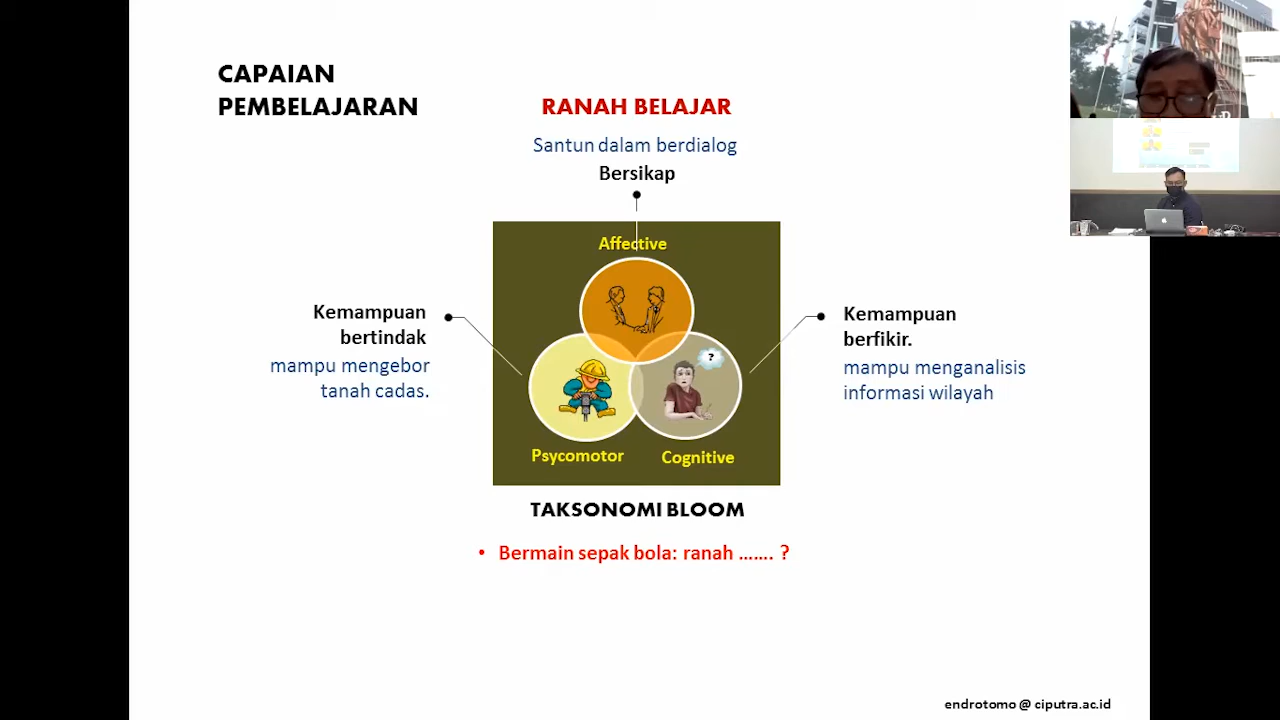 CAPAIAN
PEMBELAJARAN
RANAH BELAJAR
Santun dalam berdialog
Bersikap
Affective
Kemampuan
bertindak
mampu mengebor
tanah cadas.
Kemampuan
berfikir.
mampu menganalisis
informasi wilayah
?
Psycomotor
Cognitive
TAKSONOMI BLOOM
• Bermain sepak bola: ranah ……. ?
endrotomo @ ciputra.ac.id